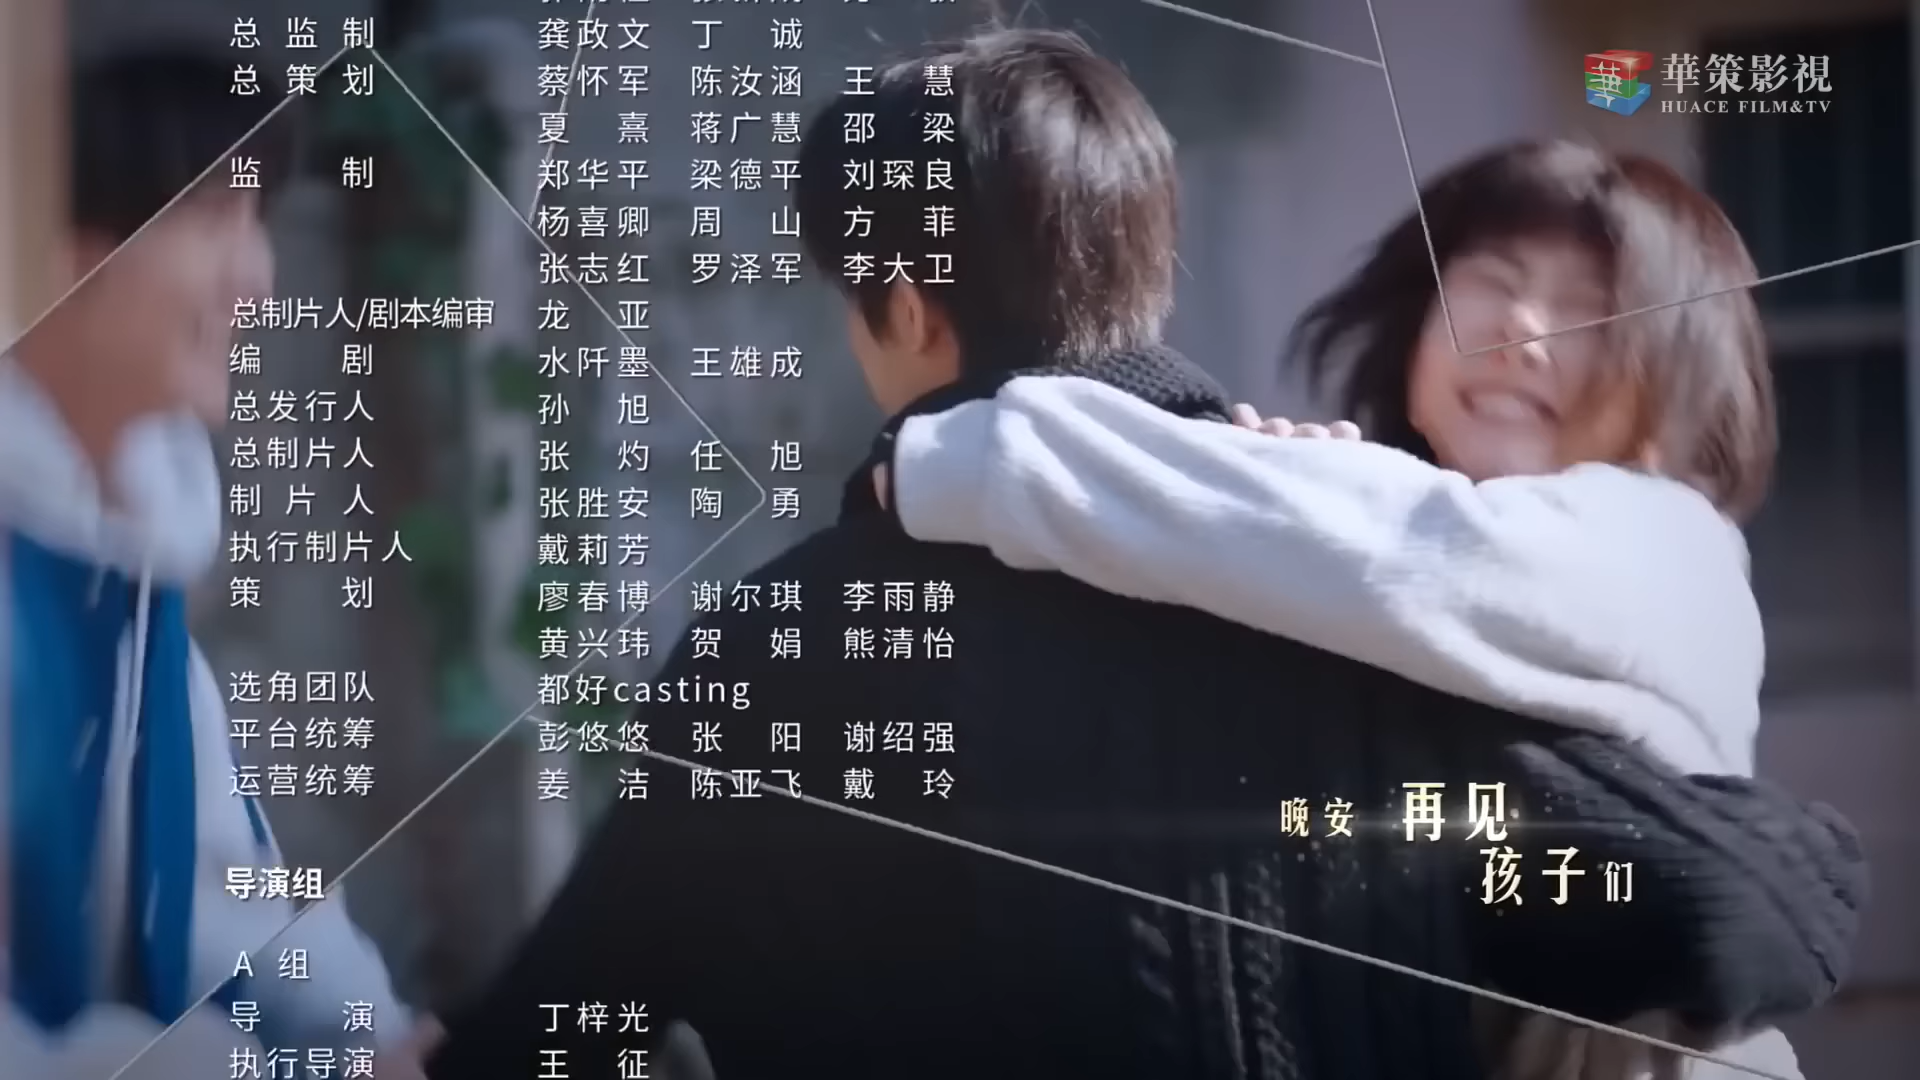 总监制 龚政文 丁诚
总策划 蔡怀军 陈汝涵 王慧
夏熹 蒋广慧 邵梁
监制 郑华平 梁德平 刘琛良
杨喜卿 周山 方菲
张志红 罗泽军 李大卫
总制片人/剧本编审 龙亚
编剧 水阡墨 王雄成
总发行人 孙旭
总制片人 张灼 任旭
制片人 张胜安 陶勇
执行制片人 戴莉芳
策划 廖春博 谢尔琪 李雨静
黄兴玮 贺娟 熊清怡
选角团队 都好casting
平台统筹 彭悠悠 张阳 谢绍强
运营统筹 姜洁 陈亚飞 戴玲
导演组
A组
导演 丁梓光
执行导演 王征
華策影視
HUACE FILM&TV
晚安 再见
孩子们